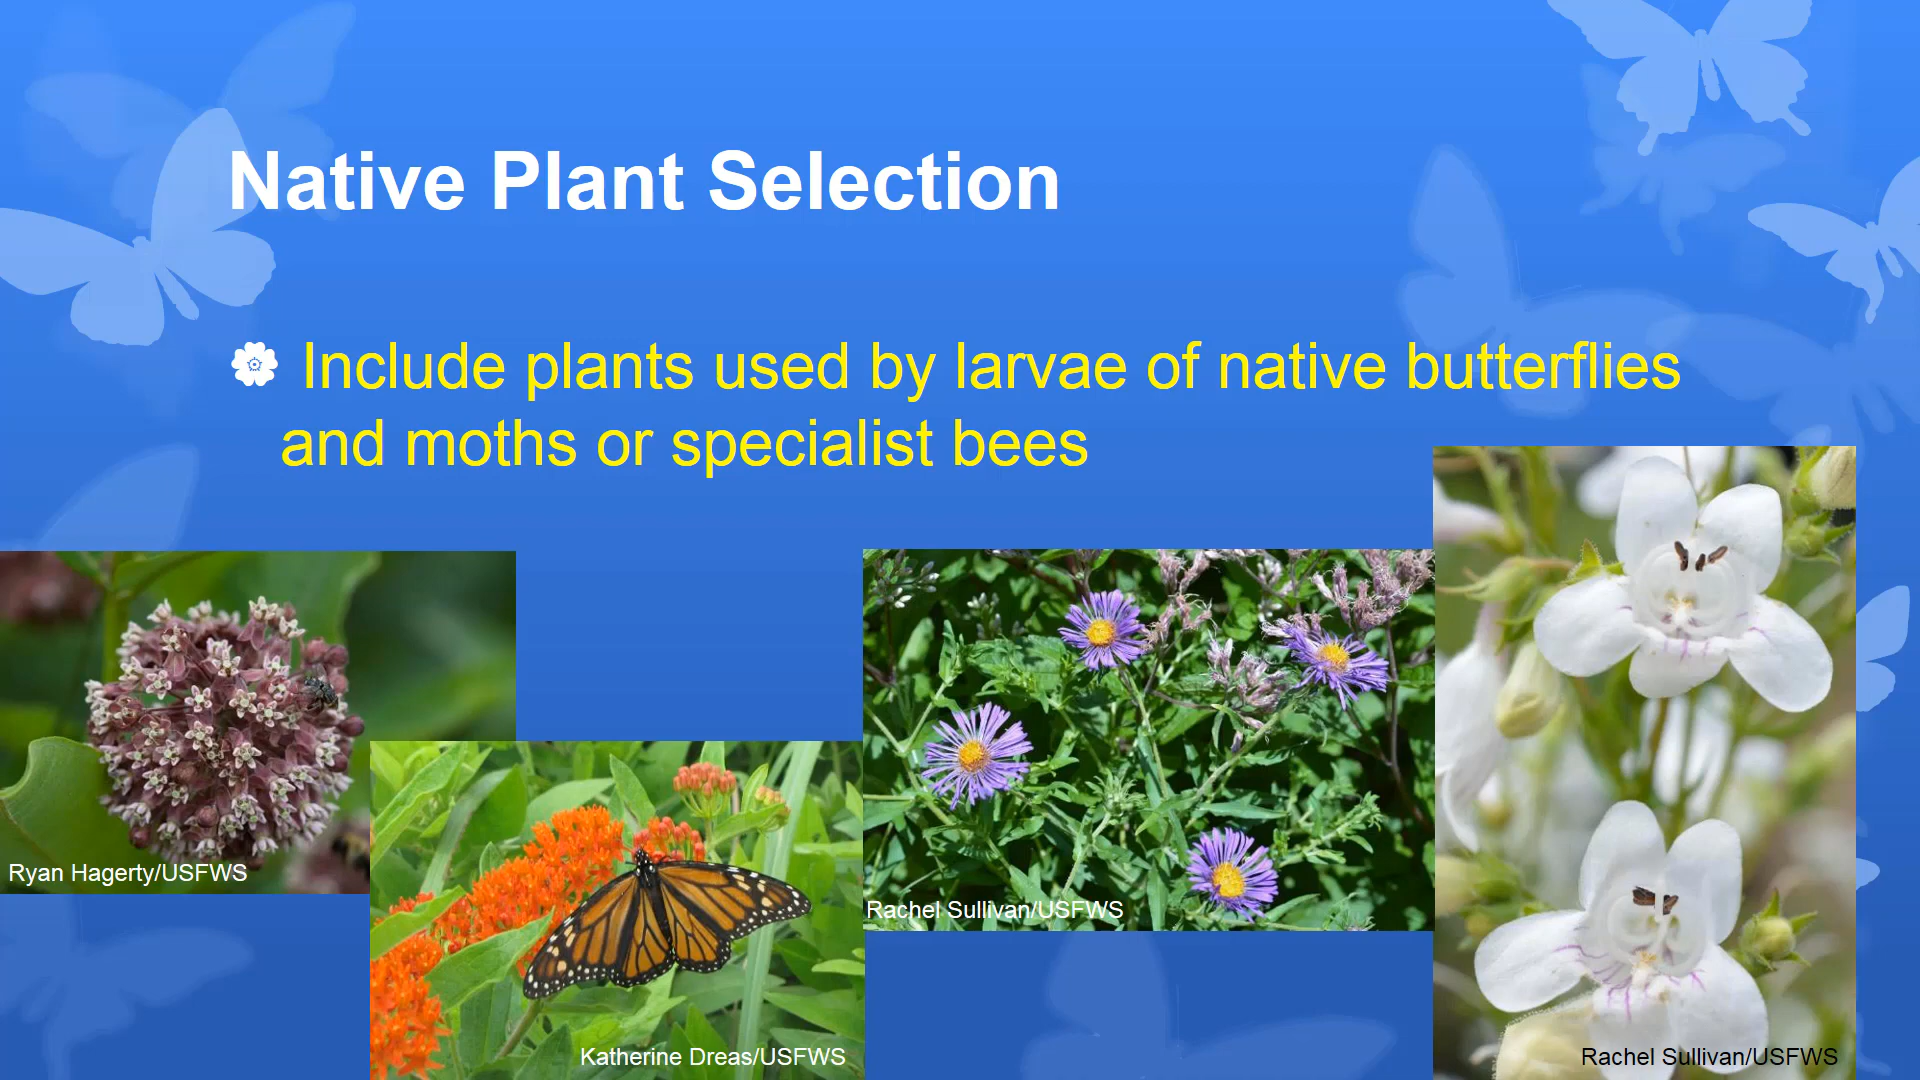 Native Plant Selection
Include plants used by larvae of native butterflies
and moths or specialist bees
Ryan Hagerty/USFWS
Katherine Dreas/USFWS
Rachel Sullivan/USFWS
Rachel Sullivan/USFWS